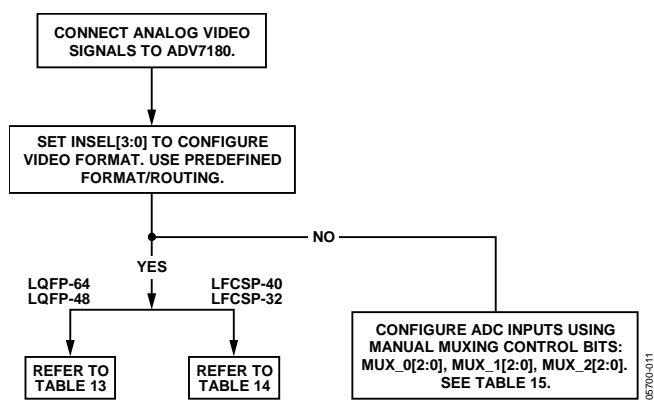 CONNECT ANALOG VIDEO
SIGNALS TO ADV7180.
SET INSEL[3:0] TO CONFIGURE
VIDEO FORMAT. USE PREDEFINED
FORMAT/ROUTING.
NO
YES
LQFP-64
LQFP-48
LFCSP-40
LFCSP-32
REFER TO
TABLE 13
REFER TO
TABLE 14
CONFIGURE ADC INPUTS USING
MANUAL MUXING CONTROL BITS:
MUX_0[2:0], MUX_1[2:0], MUX_2[2:0].
SEE TABLE 15.
05700-011